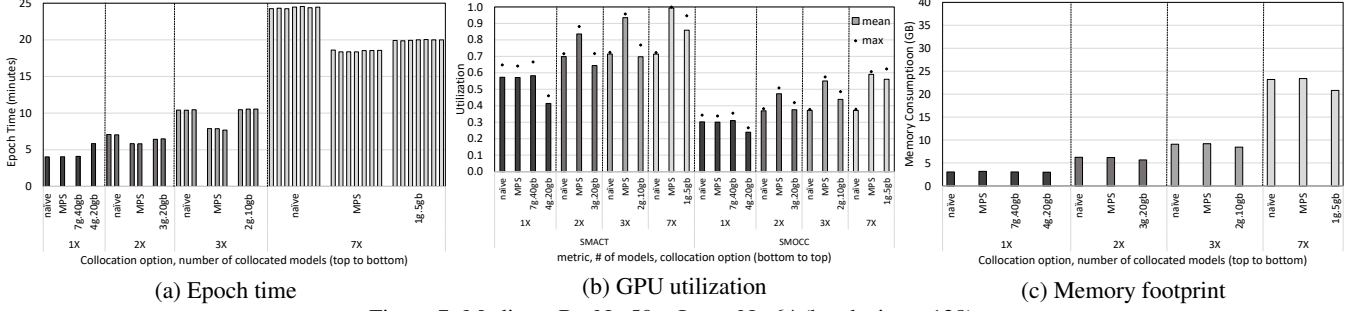 25
20
15
10
5
0
Epoch Time (minutes)
naïve
MPS
7g.40gb
4g.20gb
naïve
MPS
3g.20gb
naïve
MPS
2g.10gb
naïve
MPS
1g.5gb
1X
2X
3X
7X
Collocation option, number of collocated models (top to bottom)
(a) Epoch time
1.0
0.9
0.8
0.7
0.6
0.5
0.4
0.3
0.2
0.1
0.0
Utilization
mean
max
naïve
MPS
7g.40gb
4g.20gb
naïve
MPS
3g.20gb
naïve
MPS
2g.10gb
naïve
MPS
1g.5gb
naïve
MPS
7g.40gb
4g.20gb
naïve
MPS
3g.20gb
naïve
MPS
2g.10gb
naïve
MPS
1g.5gb
1X
2X
3X
7X
1X
2X
3X
7X
SMACT
SMOCC
metric, # of models, collocation option (bottom to top)
(b) GPU utilization
40
35
30
25
20
15
10
5
0
Memory Consumptioon (GB)
naïve
MPS
7g.40gb
4g.20gb
naïve
MPS
3g.20gb
naïve
MPS
2g.10gb
naïve
MPS
1g.5gb
1X
2X
3X
7X
Collocation option, number of collocated models (top to bottom)
(c) Memory footprint